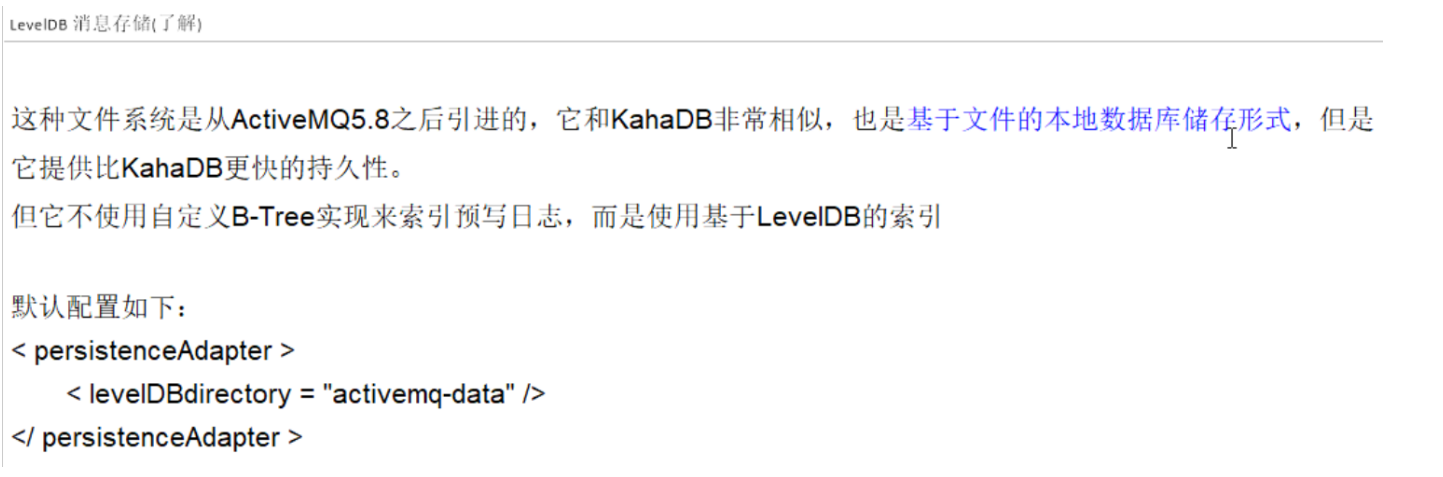 LevelDB 消息存储(了解)
这种文件系统是从ActiveMQ5.8之后引进的，它和KahaDB非常相似，也是基于文件的本地数据库储存形式，但是
它提供比KahaDB更快的持久性。
但它不使用自定义B-Tree实现来索引预写日志，而是使用基于LevelDB的索引
默认配置如下：
< persistenceAdapter >
< levelDBdirectory = "activemq-data" />
</ persistenceAdapter >